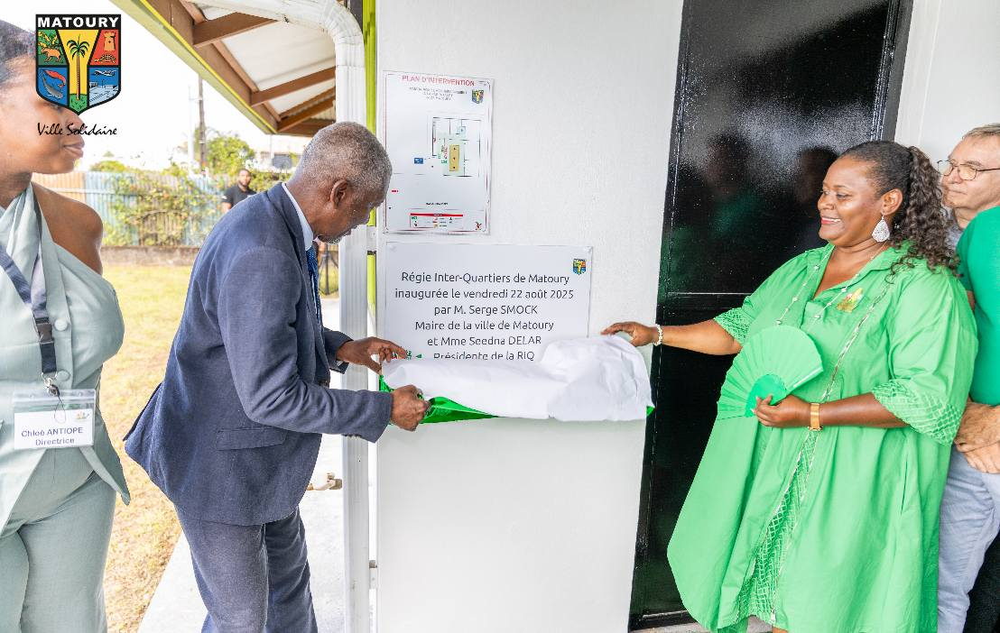 MATOURY
Ville Solidaire
PLAN D'INTERVENTION
Régie Inter-Quartiers de Matoury
inaugurée le vendredi 22 août 2025
par M. Serge SMOCK
Maire de la ville de Matoury
et Mme Seedna DELAR
Présidente de la RIQ
Chloé ANTIOPE
Directrice